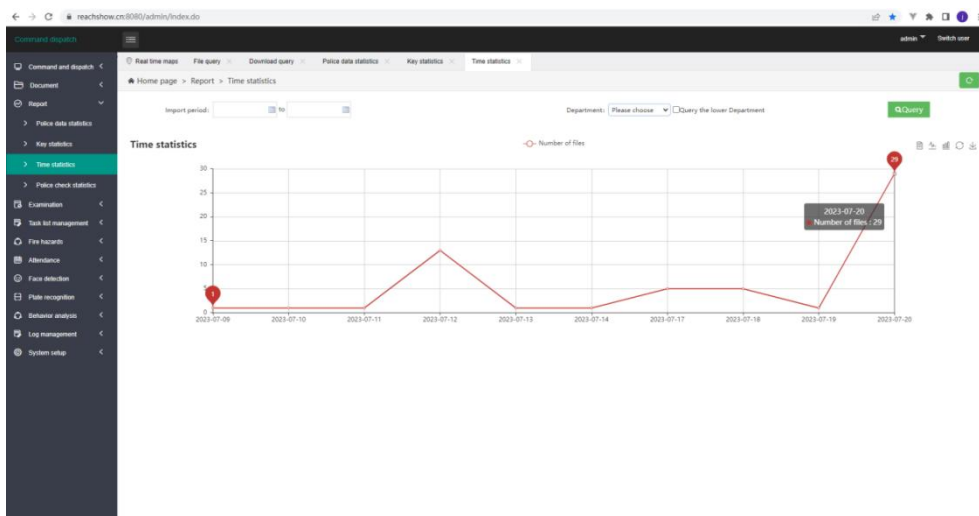 reachshow.cn:8080/admin/index.do
Command dispatch
admin Switch user
Real time maps File query Download query Police data statistics Key statistics Time statistics
Home page > Report > Time statistics
Import period: to Department: Please choose Query the lower Department Query
Command and dispatch
Document
Report
Police data statistics
Key statistics
Time statistics
Police check statistics
Examination
Task list management
Fire hazards
Attendance
Face detection
Plate recognition
Behavior analysis
Log management
System setup
Time statistics
Number of files
30
25
20
15
10
5
0
1
29
2023-07-20
Number of files : 29
2023-07-09 2023-07-10 2023-07-11 2023-07-12 2023-07-13 2023-07-14 2023-07-17 2023-07-18 2023-07-19 2023-07-20